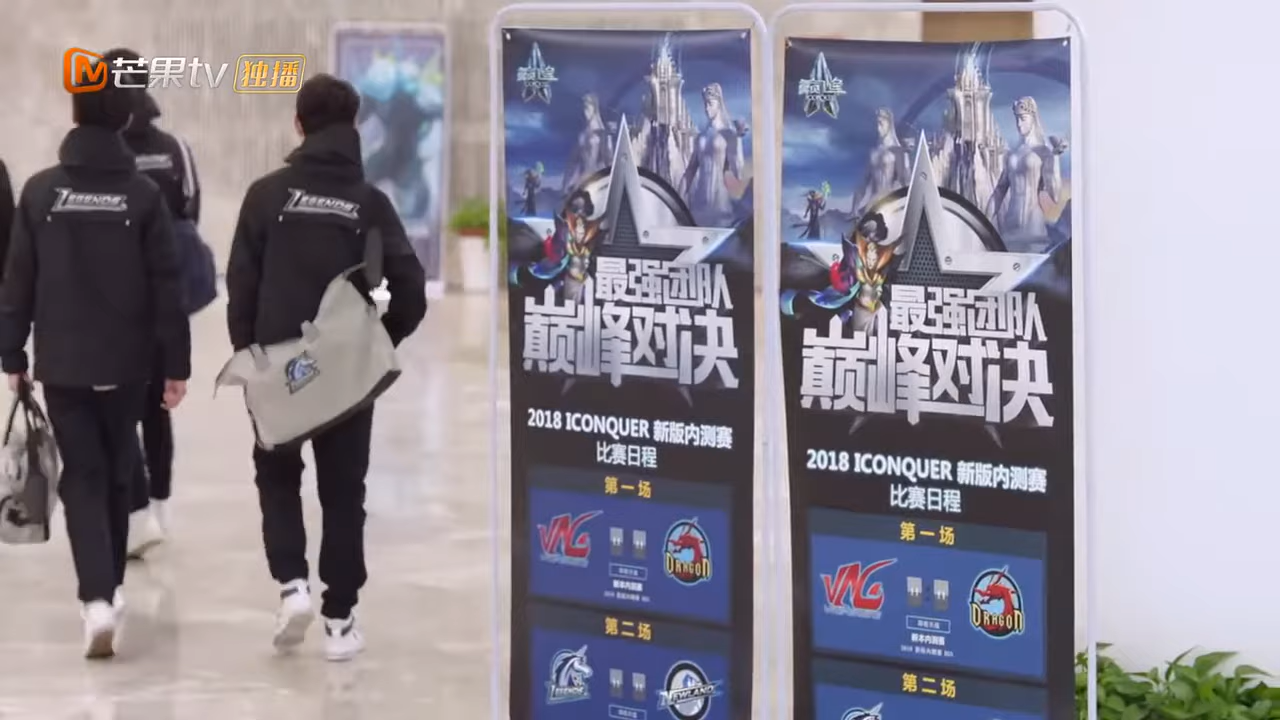 芒果tv 独播
LEGENDS
LEGENDS
最强团队
巅峰对决
2018 ICONQUER 新版内测赛
比赛日程
第一场
VNG
DRAGON
第二场
LEGENDS
NEWLAND
最强团队
巅峰对决
2018 ICONQUER 新版内测赛
比赛日程
第一场
VNG
DRAGON
第二场